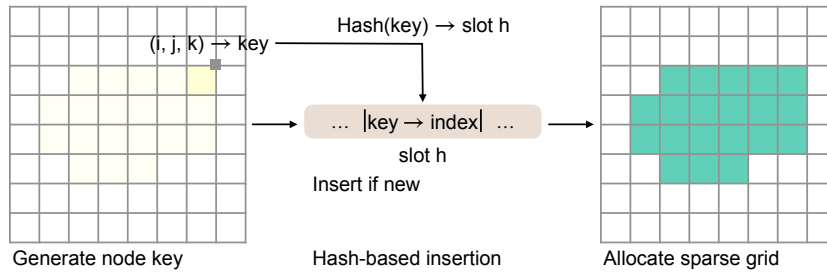 Hash(key) → slot h
(i, j, k) → key
... |key → index| ...
slot h
Insert if new
Generate node key
Hash-based insertion
Allocate sparse grid